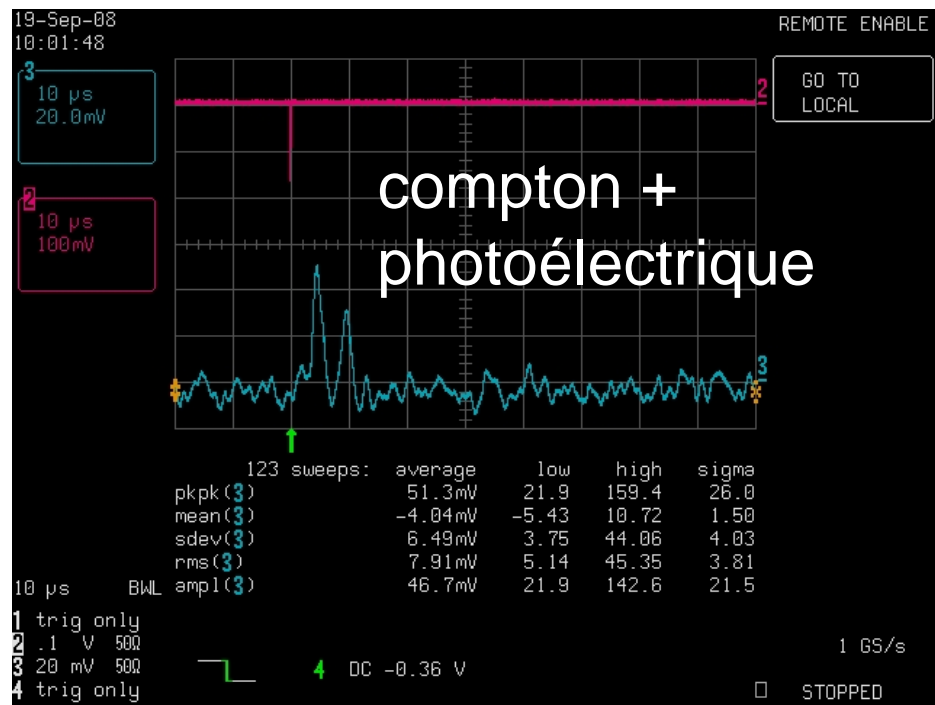 19-Sep-08
10:01:48
REMOTE ENABLE
3
10 µs
20.0mV
2
GO TO
LOCAL
2
10 µs
100mV
compton +
photoélectrique
3
123 sweeps: average low high sigma
pkpk(3) 51.3mV 21.9 159.4 26.0
mean(3) -4.04mV -5.43 10.72 1.50
sdev(3) 6.49mV 3.75 44.06 4.03
rms(3) 7.91mV 5.14 45.35 3.81
ampl(3) 46.7mV 21.9 142.6 21.5
10 µs BWL
1 trig only
2 .1 V 50Ω
3 20 mV 50Ω
4 trig only
4 DC -0.36 V
1 GS/s
STOPPED